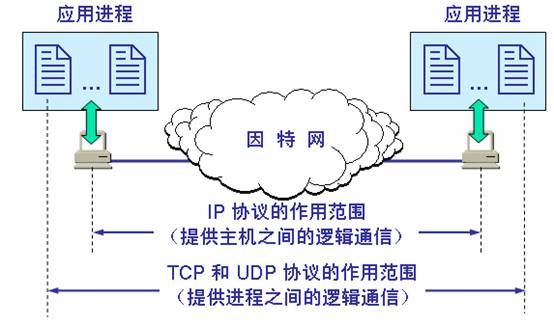 应用进程
应用进程
...
...
因特网
IP 协议的作用范围
(提供主机之间的逻辑通信)
TCP 和 UDP 协议的作用范围
(提供进程之间的逻辑通信)